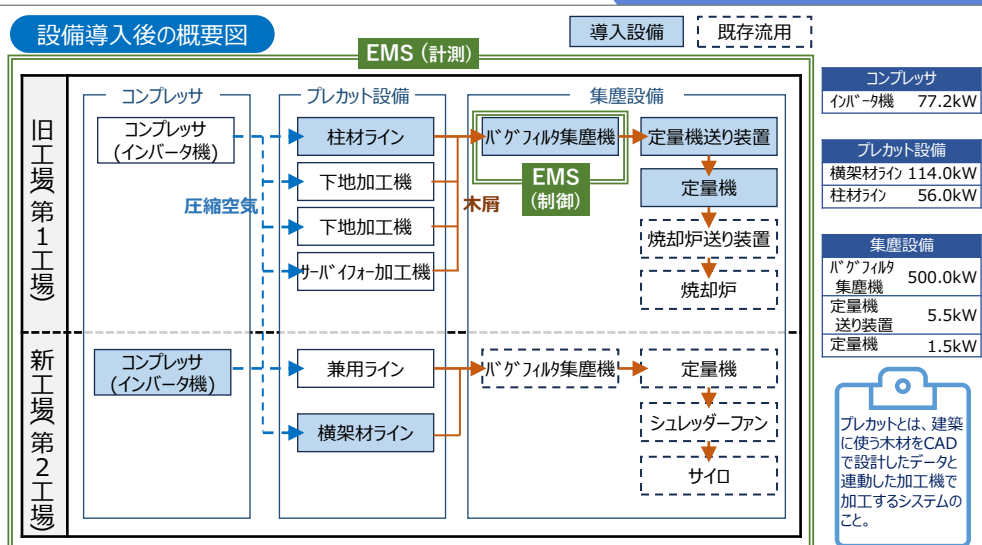 設備導入後の概要図
導入設備
既存流用
EMS (計測)
旧工場(第1工場)
コンプレッサ
コンプレッサ
(インバータ機)
圧縮空気
プレカット設備
柱材ライン
下地加工機
下地加工機
サーバイフォー加工機
木屑
集塵設備
バグフィルタ集塵機
EMS
(制御)
定量機送り装置
定量機
焼却炉送り装置
焼却炉
新工場(第2工場)
コンプレッサ
(インバータ機)
兼用ライン
横架材ライン
バグフィルタ集塵機
定量機
シュレッダーファン
サイロ
コンプレッサ
インバータ機 77.2kW
プレカット設備
横架材ライン 114.0kW
柱材ライン 56.0kW
集塵設備
バグフィルタ
集塵機 500.0kW
定量機
送り装置 5.5kW
定量機 1.5kW
プレカットとは、建築
に使う木材をCAD
で設計したデータと
連動した加工機で
加工するシステムの
こと。